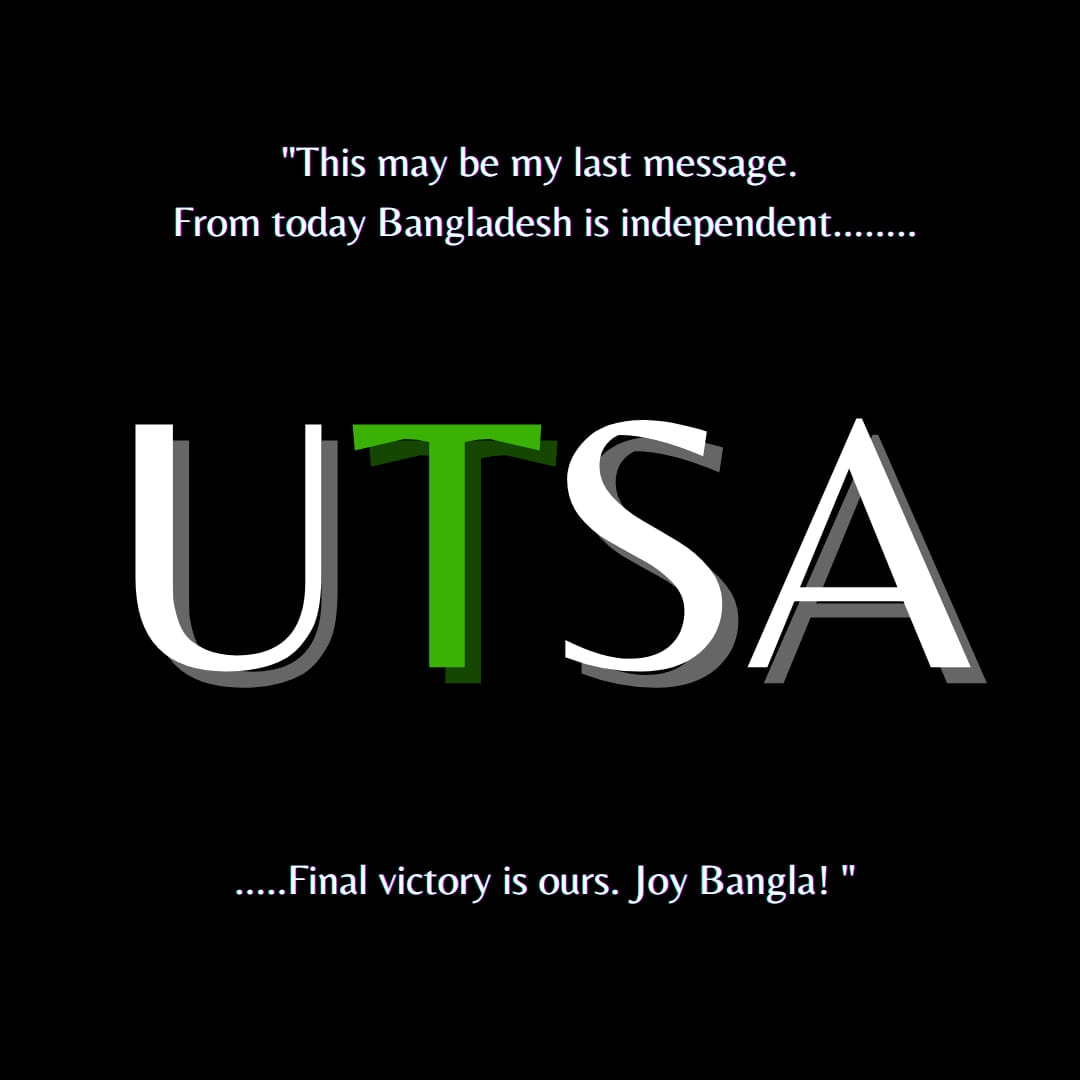 "This may be my last message.
From today Bangladesh is independent........
UTSA
.....Final victory is ours. Joy Bangla! "